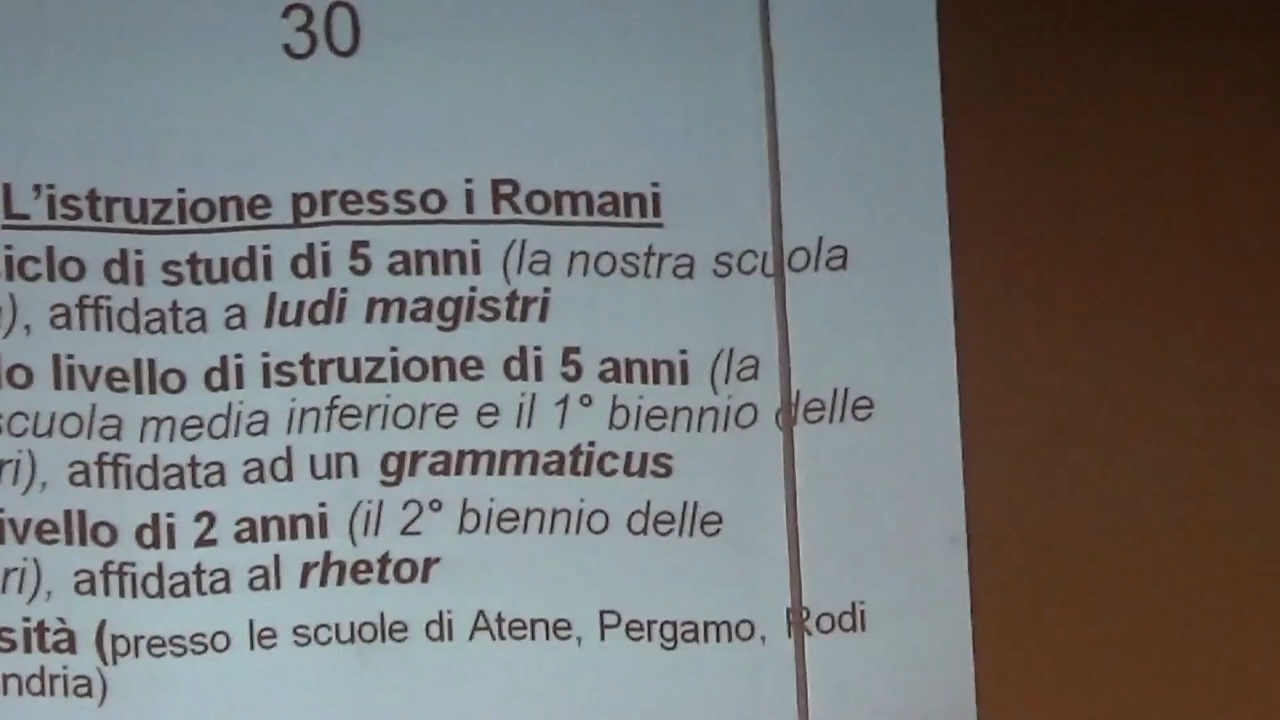 30
L'istruzione presso i Romani
iclo di studi di 5 anni (la nostra scuola
), affidata a ludi magistri
lo livello di istruzione di 5 anni (la
scuola media inferiore e il 1° biennio delle
ri), affidata ad un grammaticus
ivello di 2 anni (il 2° biennio delle
ri), affidata al rhetor
sità (presso le scuole di Atene, Pergamo, Rodi
ndria)